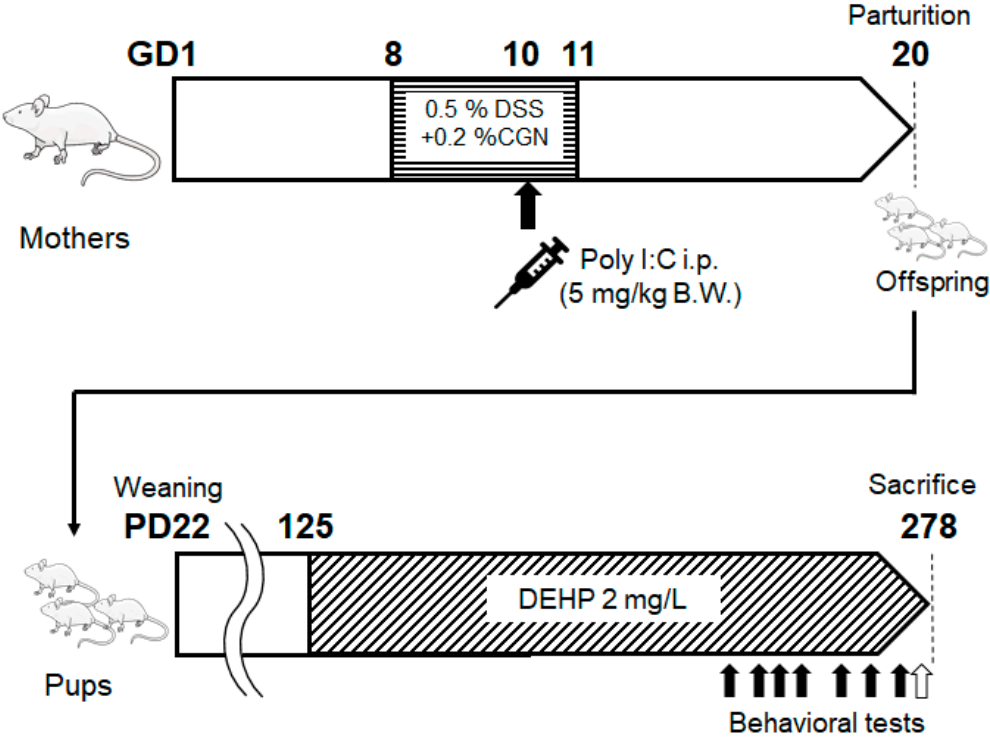 Parturition
GD1 8 10 11 20
0.5 % DSS
+0.2 %CGN
Mothers
Poly I:C i.p.
(5 mg/kg B.W.)
Offspring
Weaning
Sacrifice
PD22 125 278
DEHP 2 mg/L
Pups
Behavioral tests